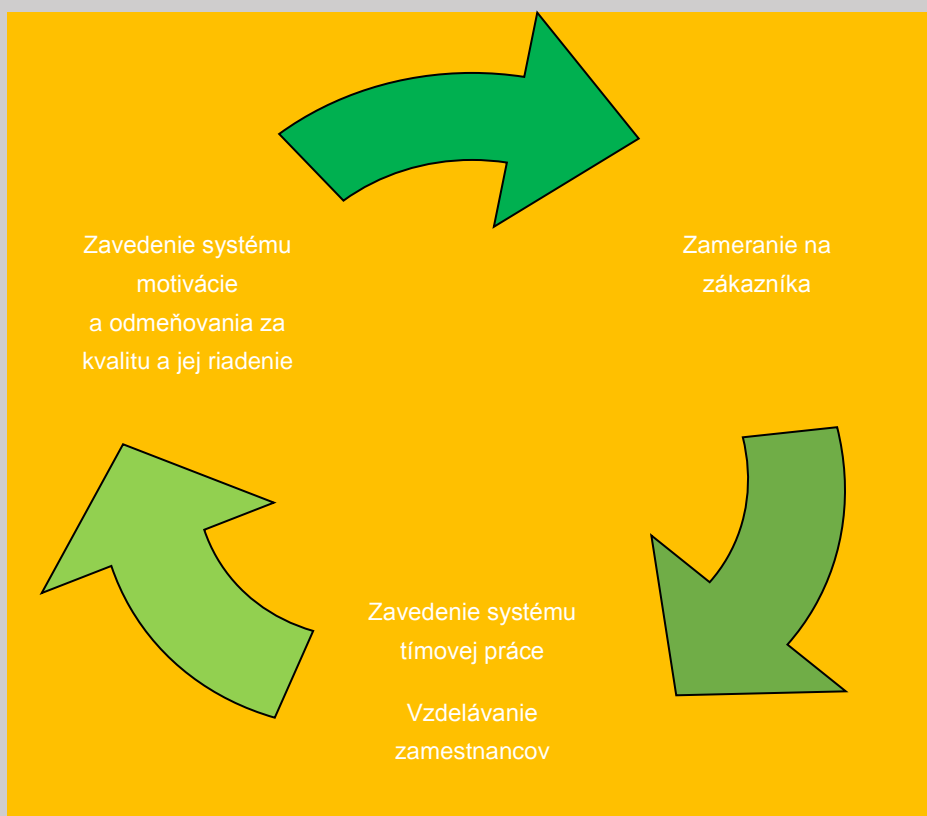 Zavedenie systému
motivácie
a odmeňovania za
kvalitu a jej riadenie
Zameranie na
zákazníka
Zavedenie systému
tímovej práce
Vzdelávanie
zamestnancov